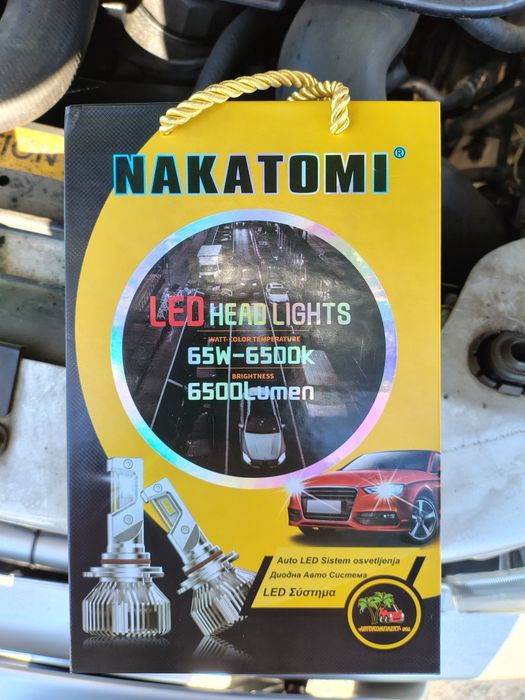 NAKATOMI®
LED HEAD LIGHTS
WATT-COLOR TEMPERATURE
65W-6500k
BRIGHTNESS
6500Lumen
Auto LED Sistem osvetljenja
Диодна Авто Система
LED Σύστημα
TION